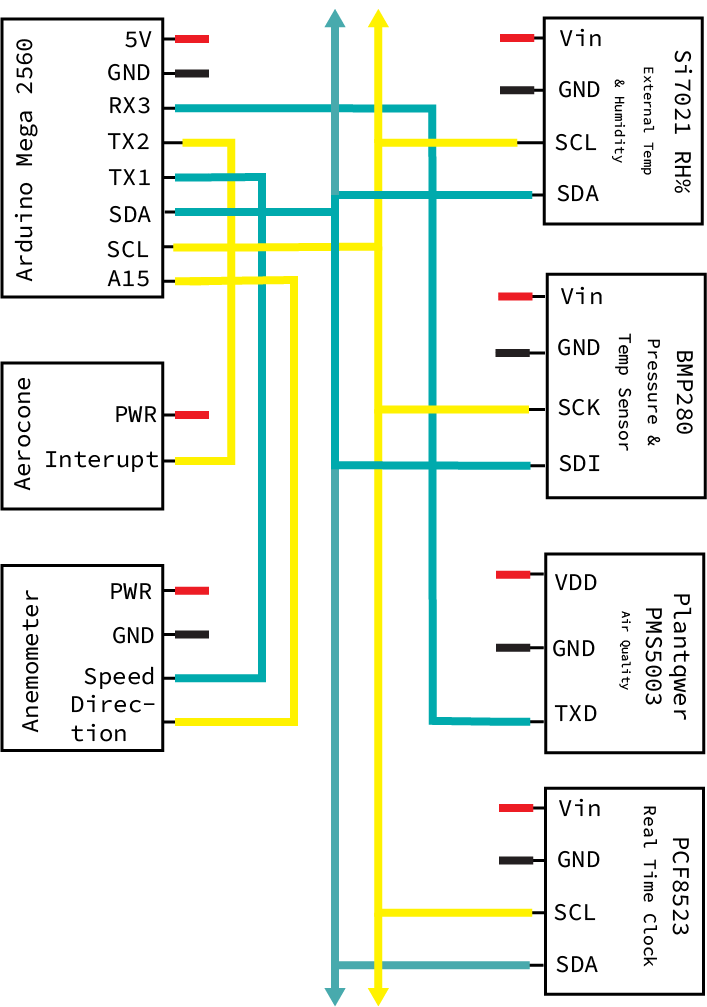 Arduino Mega 2560
5V
GND
RX3
TX2
TX1
SDA
SCL
A15
Aerocone
PWR
Interupt
Anemometer
PWR
GND
Speed
Direc-
tion
Si7021 RH%
External Temp
& Humidity
Vin
GND
SCL
SDA
BMP280
Pressure &
Temp Sensor
Vin
GND
SCK
SDI
Plantqwer
PMS5003
Air Quality
VDD
GND
TXD
PCF8523
Real Time Clock
Vin
GND
SCL
SDA